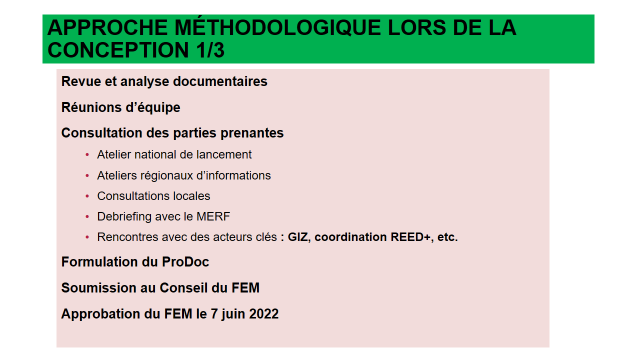 APPROCHE MÉTHODOLOGIQUE LORS DE LA
CONCEPTION 1/3
Revue et analyse documentaires
Réunions d'équipe
Consultation des parties prenantes
• Atelier national de lancement
• Ateliers régionaux d'informations
• Consultations locales
• Debriefing avec le MERF
• Rencontres avec des acteurs clés : GIZ, coordination REED+, etc.
Formulation du ProDoc
Soumission au Conseil du FEM
Approbation du FEM le 7 juin 2022